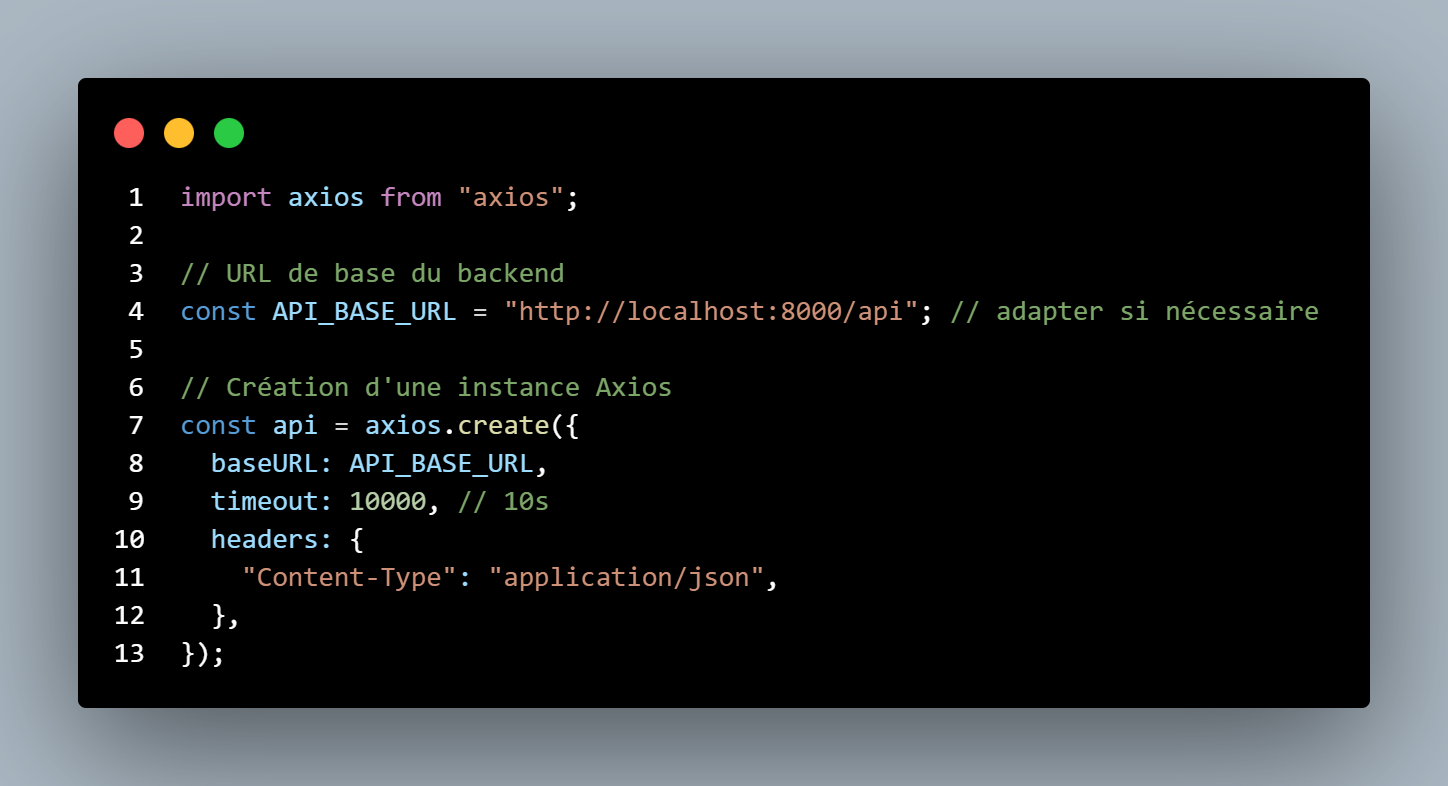 1 import axios from "axios";
2
3 // URL de base du backend
4 const API_BASE_URL = "http://localhost:8000/api"; // adapter si nécessaire
5
6 // Création d'une instance Axios
7 const api = axios.create({
8   baseURL: API_BASE_URL,
9   timeout: 10000, // 10s
10   headers: {
11     "Content-Type": "application/json",
12   },
13 });